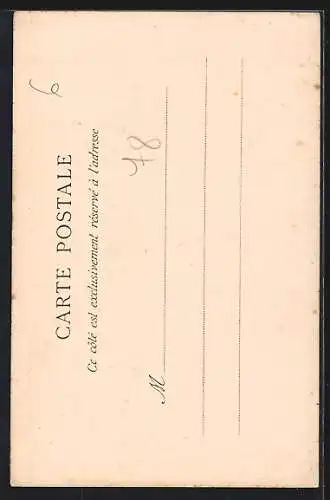 CARTE POSTALE
Ce côté est exclusivement réservé à l'adresse
6
78
M